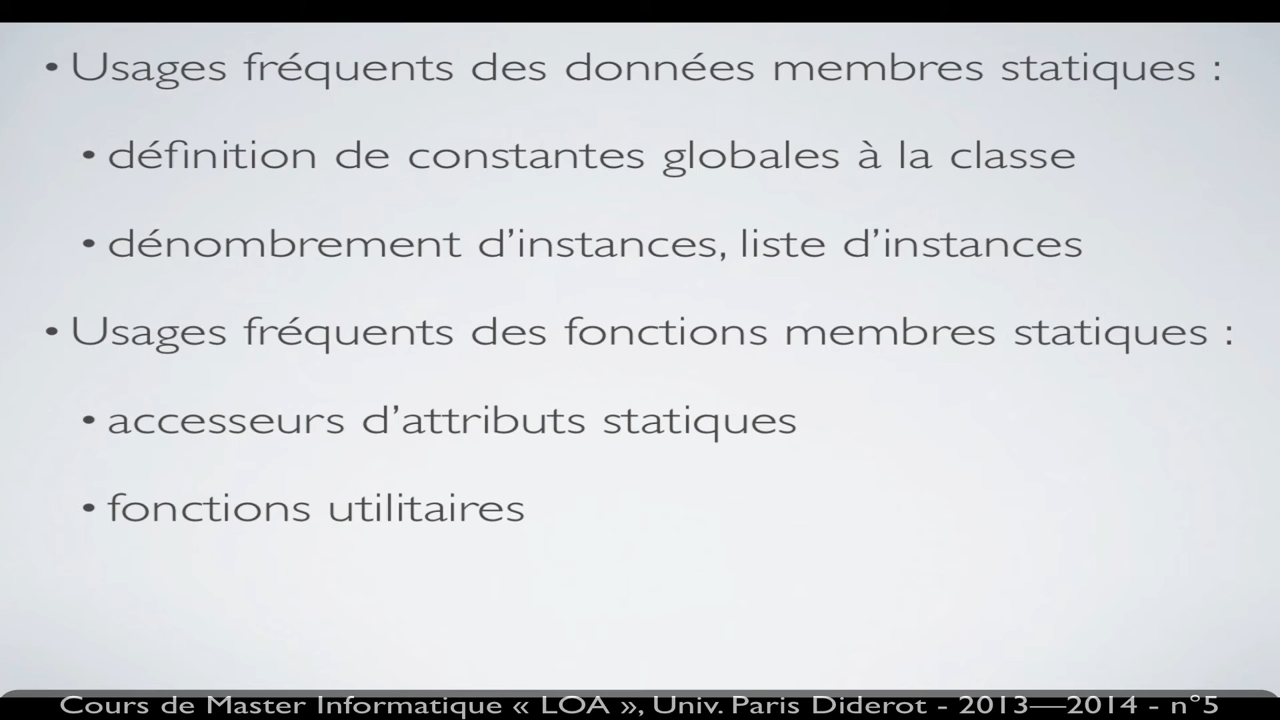 • Usages fréquents des données membres statiques :
• définition de constantes globales à la classe
• dénombrement d’instances, liste d’instances
• Usages fréquents des fonctions membres statiques :
• accesseurs d’attributs statiques
• fonctions utilitaires
Cours de Master Informatique « LOA », Univ. Paris Diderot - 2013—2014 - n°5